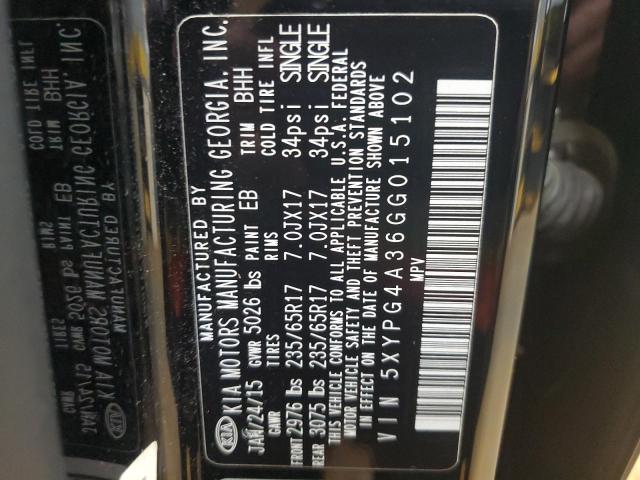 MANUFACTURED BY
KIA KIA MOTORS MANUFACTURING GEORGIA, INC.
JAN/24/15 GVWR 5026 lbs PAINT EB TRIM BHH
GAWR TIRES RIMS COLD TIRE INFL
FRONT 2976 lbs 235/65R17 7.0JX17 34psi SINGLE
REAR 3075 lbs 235/65R17 7.0JX17 34psi SINGLE
THIS VEHICLE CONFORMS TO ALL APPLICABLE U.S.A. FEDERAL
MOTOR VEHICLE SAFETY AND THEFT PREVENTION STANDARDS
IN EFFECT ON THE DATE OF MANUFACTURE SHOWN ABOVE
VIN 5XYPG4A36GG015102
MPV